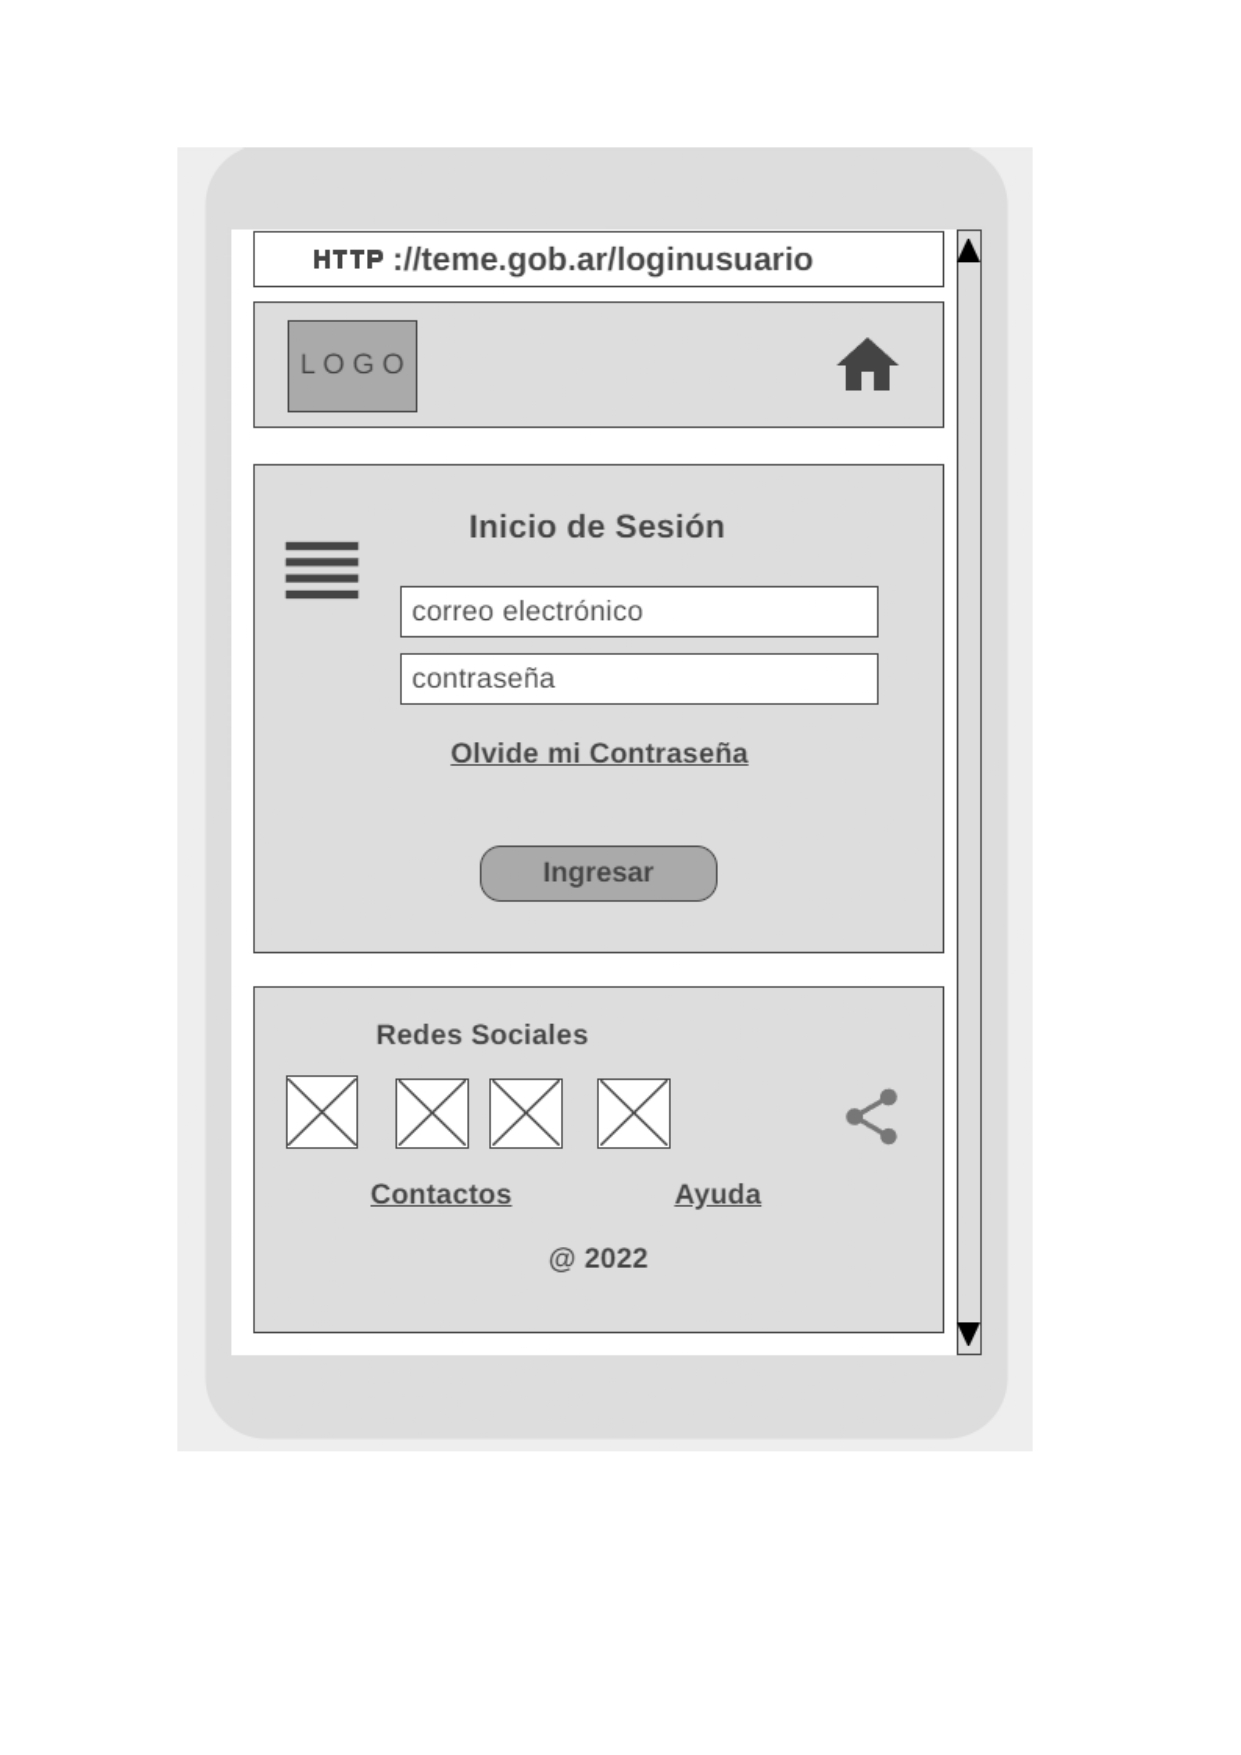 HTTP ://teme.gob.ar/loginusuario
LOGO
Inicio de Sesión
correo electrónico
contraseña
Olvide mi Contraseña
Ingresar
Redes Sociales
Contactos Ayuda
@ 2022